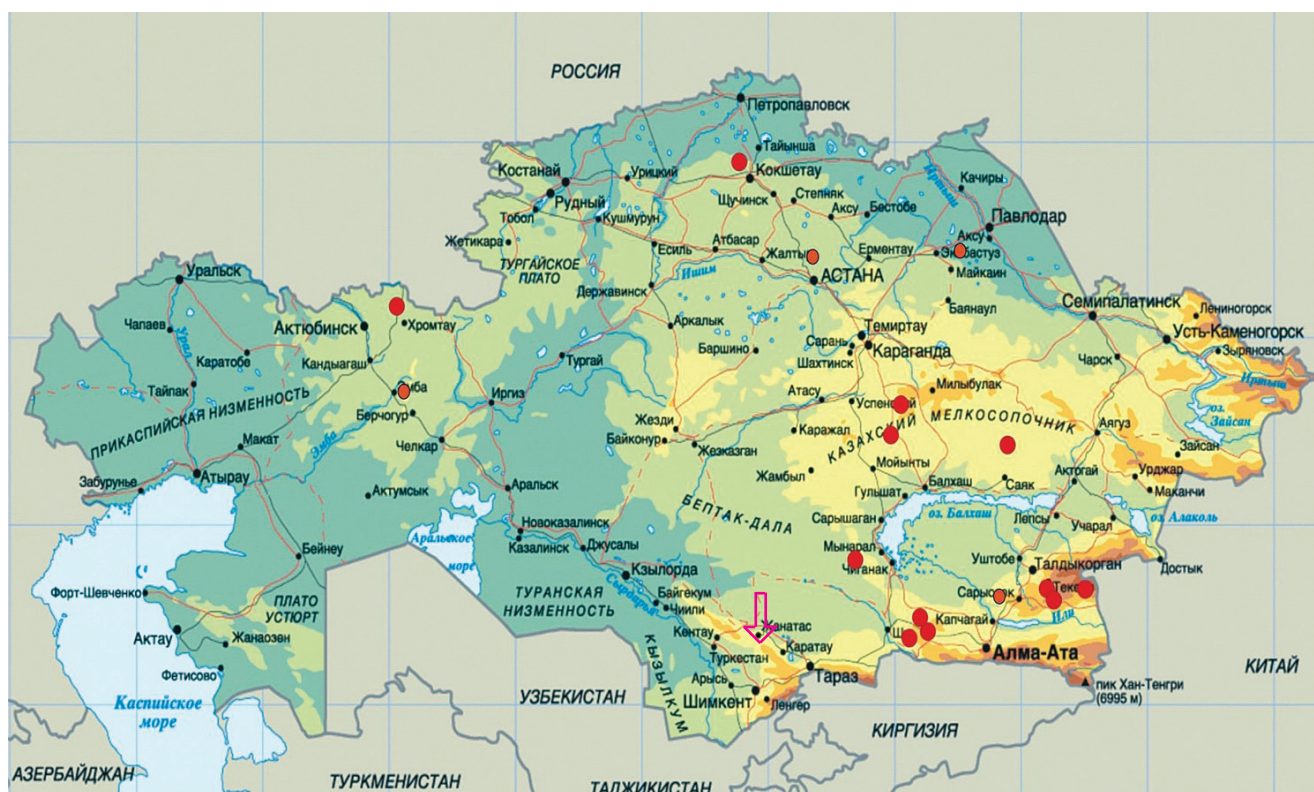 РОССИЯ
Петропавловск
Тайынша
Костанай
Урицкий
Кокшетау
Качиры
Иртыш
Рудный
Щучинск
Степняк
Тобол
Кушмурун
Аксу
Бестобе
Павлодар
Жетикара
Есиль
Атбасар
Ерментау
Аксу
ТУРГАЙСКОЕ
ПЛАТО
Ишим
АСТАНА
Майкаин
Уральск
Державинск
Баянаул
Семипалатинск
Лениногорск
Чапаев
Урал
Актюбинск
Хромтау
Аркалык
Темиртау
Усть-Каменогорск
Каратобе
Кандыагаш
Тургай
Баршино
Сарань
Караганда
Шахтинск
Чарск
Зыряновск
Тайпак
Иргиз
Атасу
Милыбулак
Иртыш
ПРИКАСПИЙСКАЯ НИЗМЕННОСТЬ
Берчогур
Жезди
КАЗАХСКИЙ МЕЛКОСОПОЧНИК
оз.
Зайсан
Макат
Эмба
Челкар
Байконур
Каражал
Аягуз
Жезказган
Зайсан
Забурунье
Атырау
Жамбыл
Мойынты
Актогай
Урджар
Актумсык
Аральск
Гульшат
Балхаш
Саяк
Маканчи
БЕПТАК-ДАЛА
Сарышаган
оз. Балхаш
Лепсы
Учарал
оз. Алаколь
Новоказалинск
Аральское
море
Казалинск
Джусалы
Мынарал
Бейнеу
Чиганак
Уштобе
Талдыкорган
Достык
Кзылорда
Форт-Шевченко
ПЛАТО
УСТЮРТ
ТУРАНСКАЯ
НИЗМЕННОСТЬ
Сырдарья
Байгекум
Чиили
Или
Капчагай
Актау
Жанаозен
Кентау
Жанатас
Каратау
Алма-Ата
КИТАЙ
Фетисово
КЫЗЫЛКУМ
Туркестан
Тараз
Каспийское
море
УЗБЕКИСТАН
Арысь
Шимкент
Ленгер
пик Хан-Тенгри
(6995 м)
КИРГИЗИЯ
АЗЕРБАЙДЖАН
ТУРКМЕНИСТАН
ТАДЖИКИСТАН